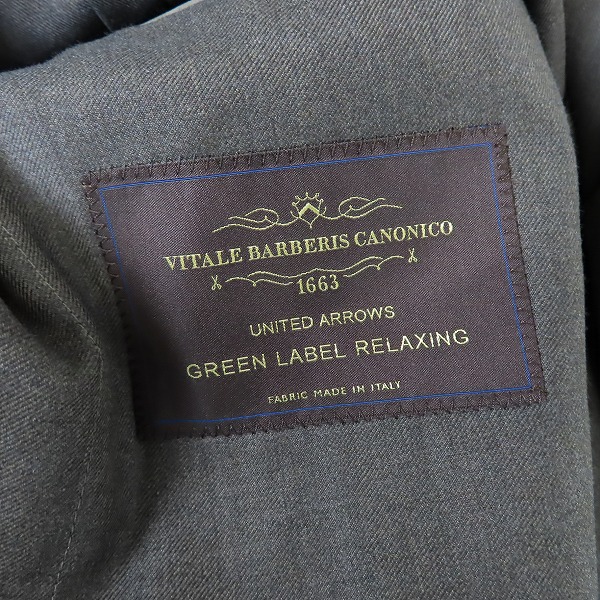 VITALE BARBERIS CANONICO
1663
UNITED ARROWS
GREEN LABEL RELAXING
FABRIC MADE IN ITALY